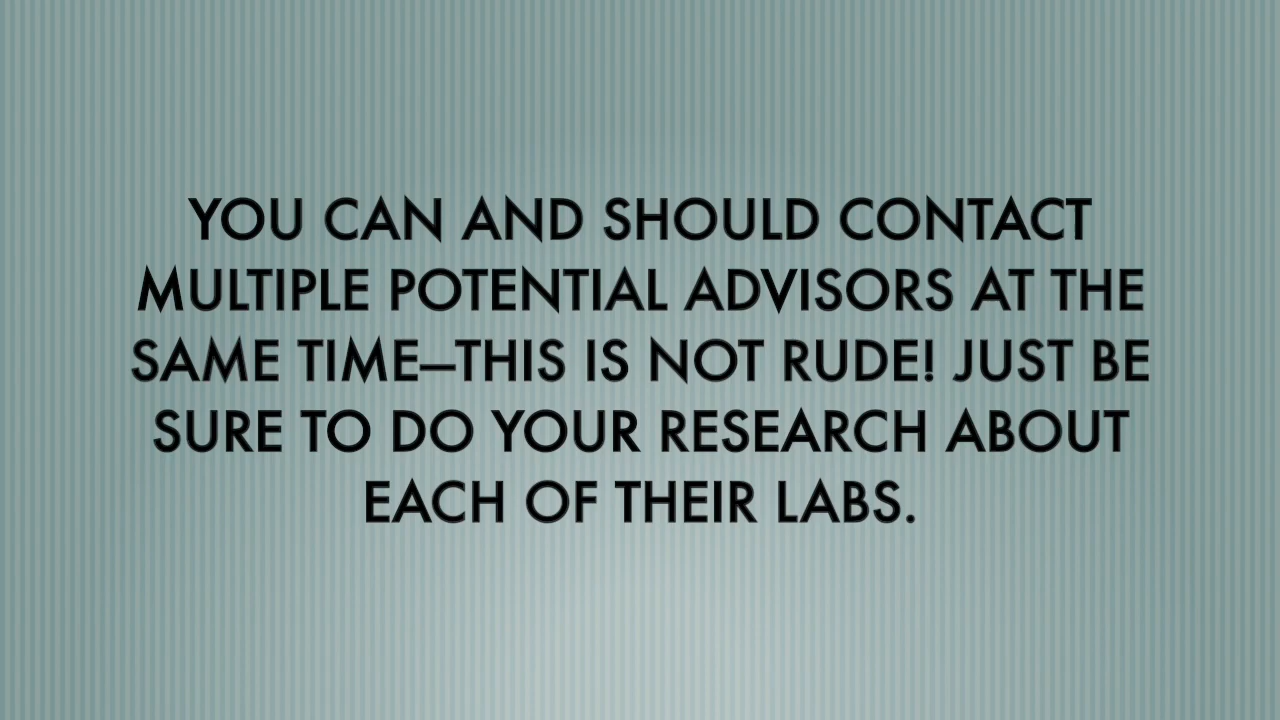 YOU CAN AND SHOULD CONTACT
MULTIPLE POTENTIAL ADVISORS AT THE
SAME TIME—THIS IS NOT RUDE! JUST BE
SURE TO DO YOUR RESEARCH ABOUT
EACH OF THEIR LABS.